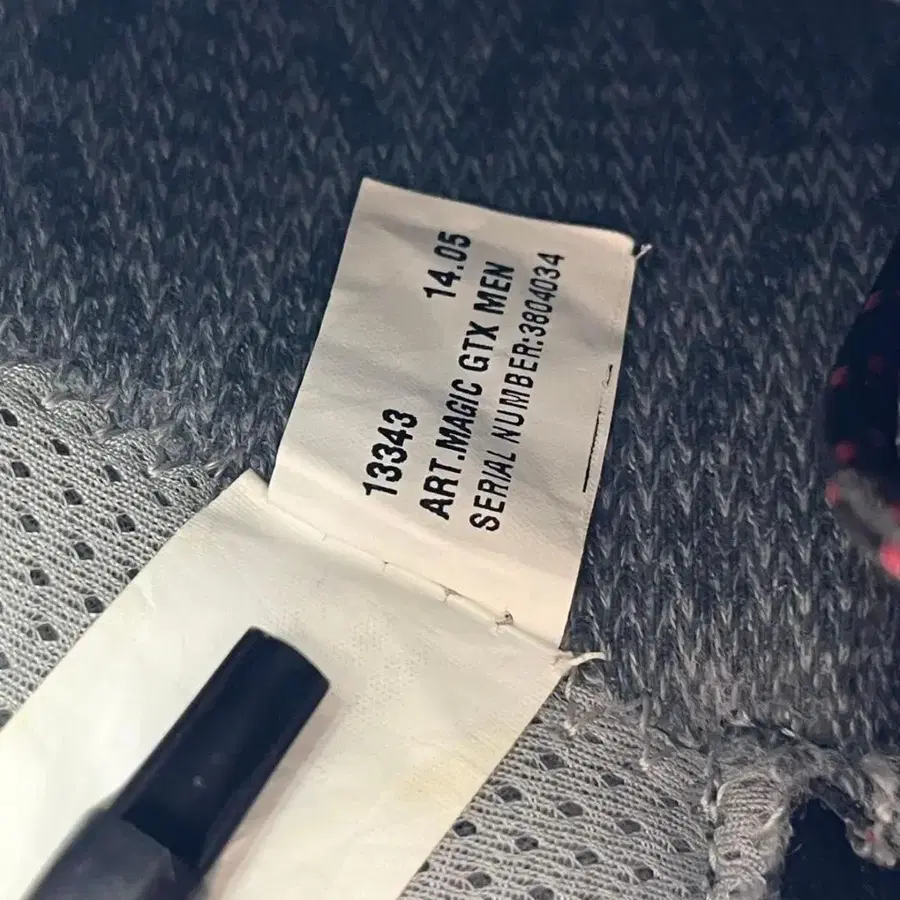 13343 14.05
ART.MAGIC GTX MEN
SERIAL NUMBER:3804034